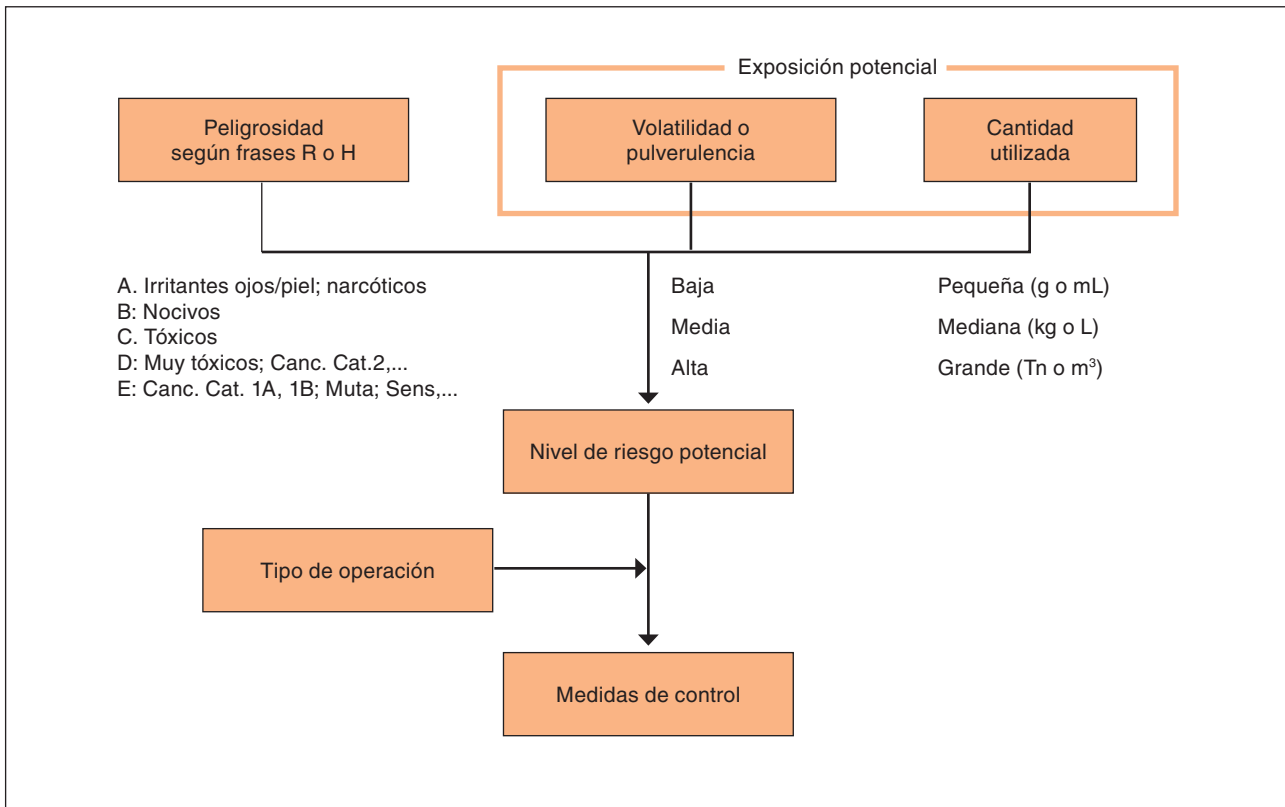 Exposición potencial
Peligrosidad
según frases R o H
Volatilidad o
pulverulencia
Cantidad
utilizada
A. Irritantes ojos/piel; narcóticos
B: Nocivos
C. Tóxicos
D: Muy tóxicos; Canc. Cat.2,...
E: Canc. Cat. 1A, 1B; Muta; Sens,...
Baja
Media
Alta
Pequeña (g o mL)
Mediana (kg o L)
Grande (Tn o m³)
Nivel de riesgo potencial
Tipo de operación
Medidas de control